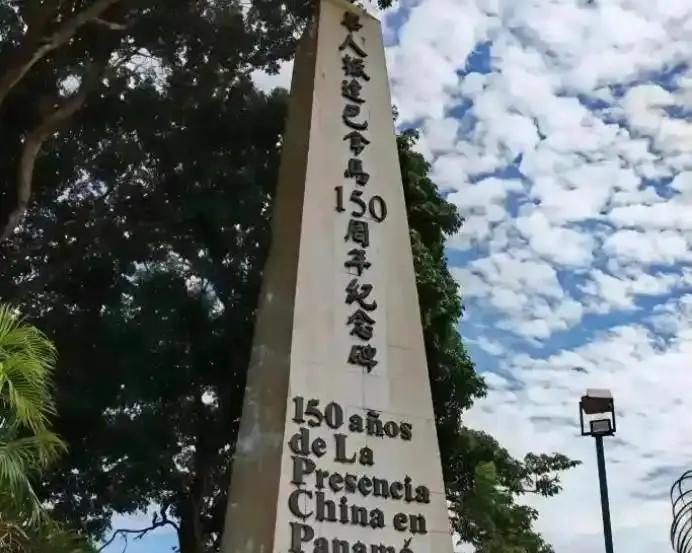 華人抵達巴拿馬150周年紀念碑
150 años
de La
Presencia
China en
Panamá